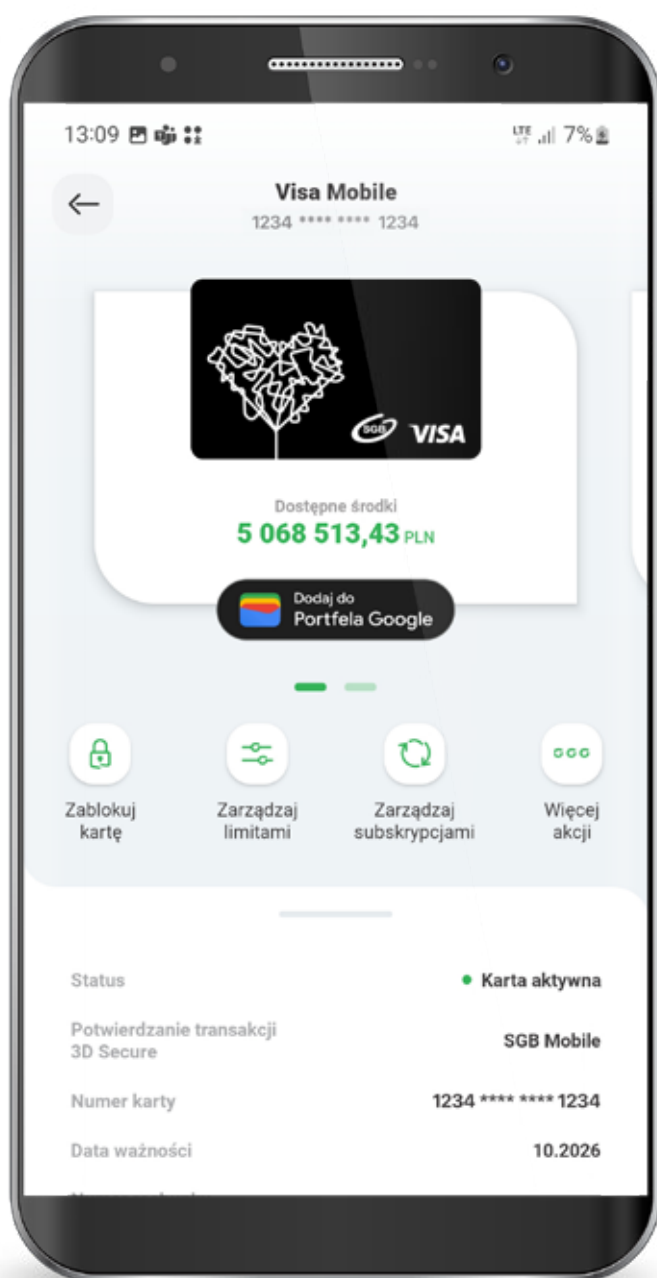 13:09
LTE 7%
Visa Mobile
1234 **** **** 1234
SGB VISA
Dostępne środki
5 068 513,43 PLN
Dodaj do
Portfela Google
Zablokuj
kartę
Zarządzaj
limitami
Zarządzaj
subskrypcjami
Więcej
akcji
Status
Karta aktywna
Potwierdzanie transakcji
3D Secure
SGB Mobile
Numer karty
1234 **** **** 1234
Data ważności
10.2026